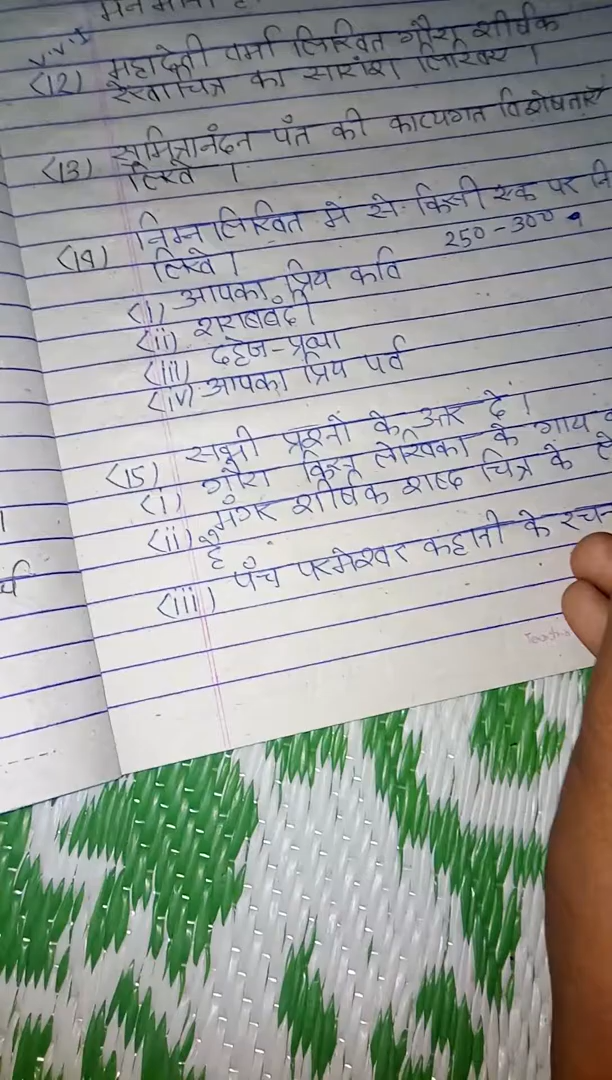 V.V.I
(12) महादेवी वर्मा लिखित गौरा शीर्षक
रेखाचित्र का सारांश लिखिए ।
(13) सुमित्रानंदन पंत की काव्यगत विशेषताएँ
लिखें ।
(14) निम्नलिखित में से किसी एक पर नि
लिखें । 250-300
(i) आपका प्रिय कवि
(ii) शराबबंदी
(iii) दहेज-प्रथा
(iv) आपका प्रिय पर्व
(15) सभी प्रश्नों के उत्तर दें ।
(i) गौरा किस लेखिका के गाय
(ii) मंगर शीर्षक शब्द चित्र के ले
है
(iii) पंच परमेश्वर कहानी के रचन